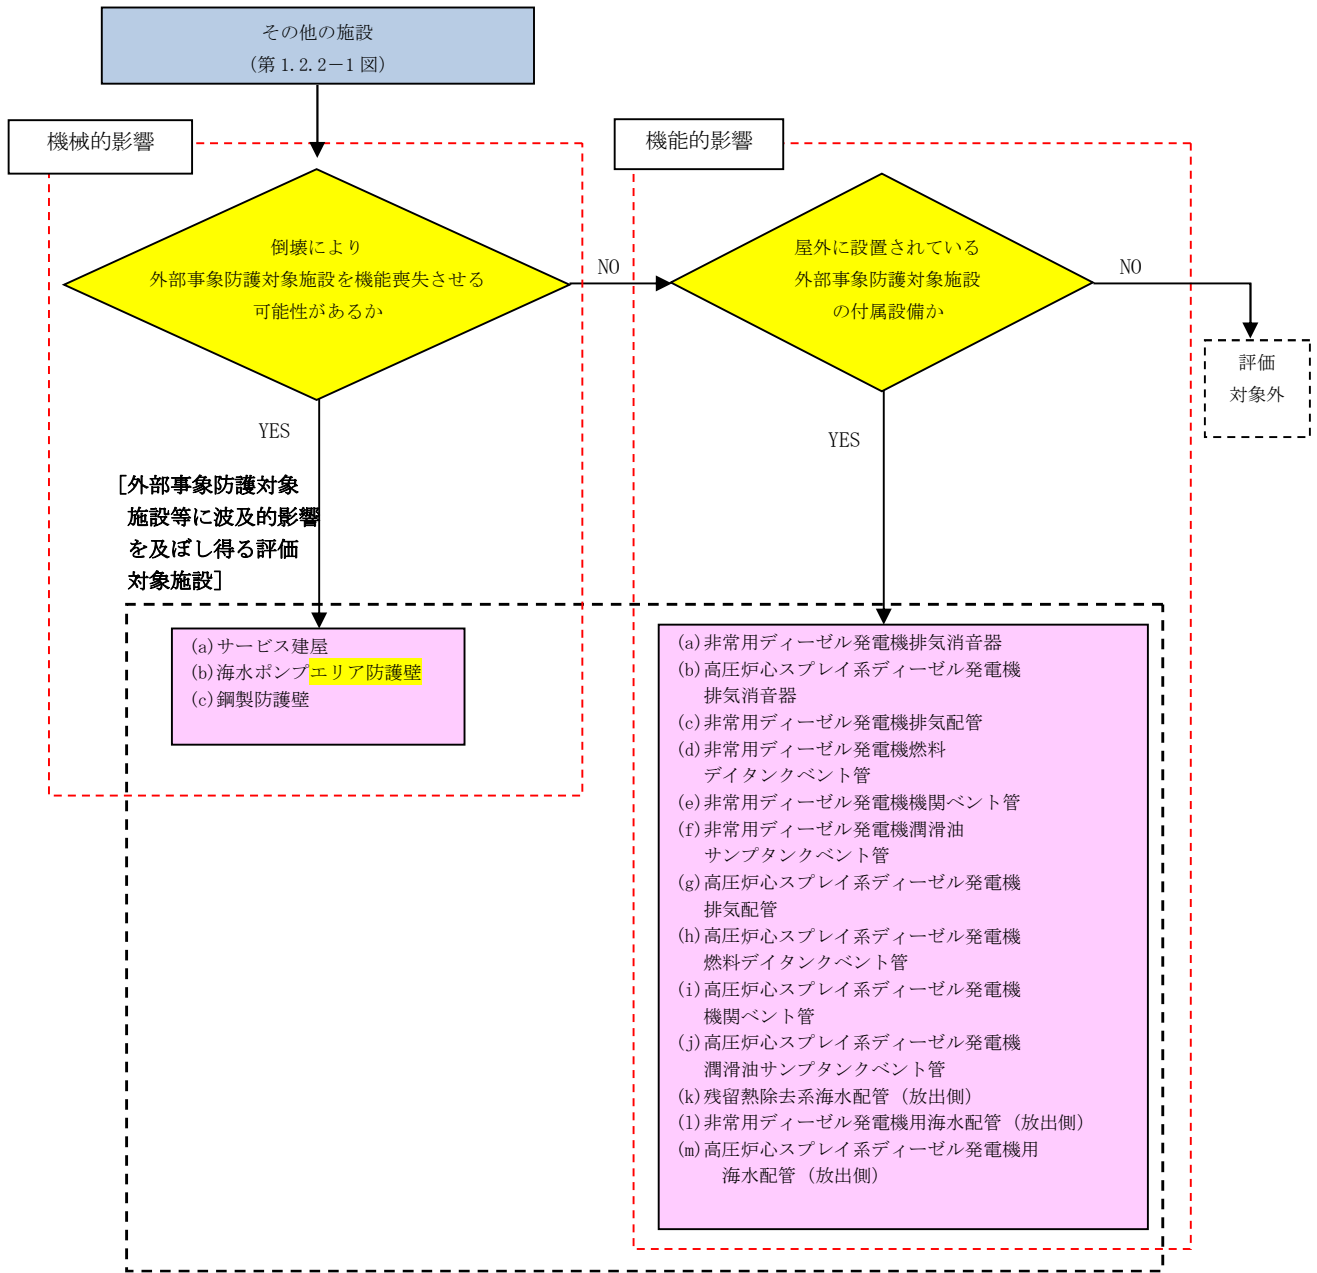 その他の施設
(第1.2.2－1図)
機械的影響
倒壊により
外部事象防護対象施設を機能喪失させる
可能性があるか
NO
YES
機能的影響
屋外に設置されている
外部事象防護対象施設
の付属設備か
NO
YES
評価
対象外
[外部事象防護対象
施設等に波及的影響
を及ぼし得る評価
対象施設]
(a)サービス建屋
(b)海水ポンプエリア防護壁
(c)鋼製防護壁
(a)非常用ディーゼル発電機排気消音器
(b)高圧炉心スプレイ系ディーゼル発電機
排気消音器
(c)非常用ディーゼル発電機排気配管
(d)非常用ディーゼル発電機燃料
デイタンクベント管
(e)非常用ディーゼル発電機機関ベント管
(f)非常用ディーゼル発電機潤滑油
サンプタンクベント管
(g)高圧炉心スプレイ系ディーゼル発電機
排気配管
(h)高圧炉心スプレイ系ディーゼル発電機
燃料デイタンクベント管
(i)高圧炉心スプレイ系ディーゼル発電機
機関ベント管
(j)高圧炉心スプレイ系ディーゼル発電機
潤滑油サンプタンクベント管
(k)残留熱除去系海水配管（放出側）
(l)非常用ディーゼル発電機用海水配管（放出側）
(m)高圧炉心スプレイ系ディーゼル発電機用
海水配管（放出側）